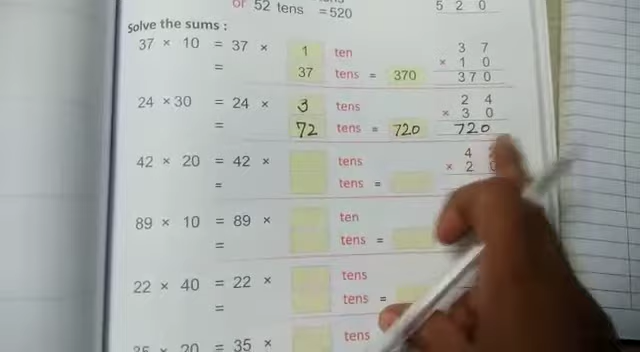 or 52 tens = 520
5 2 0
Solve the sums :
37 × 10 = 37 × 1 ten
= 37 tens = 370
3 7
× 1 0
3 7 0
24 × 30 = 24 × 3 tens
= 72 tens = 720
2 4
× 3 0
720
42 × 20 = 42 × tens
= tens =
4
× 2 0
89 × 10 = 89 × ten
= tens =
22 × 40 = 22 × tens
= tens =
× 20 = 35 × tens